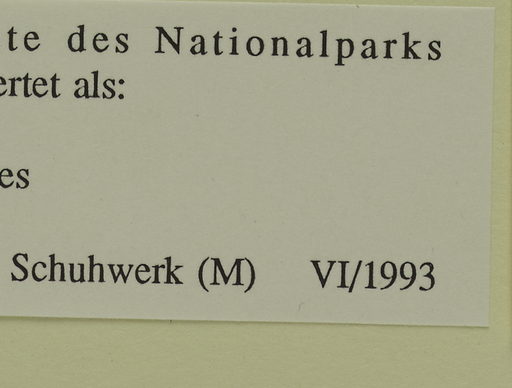 te des Nationalparks
ertet als:
es
Schuhwerk (M) VI/1993